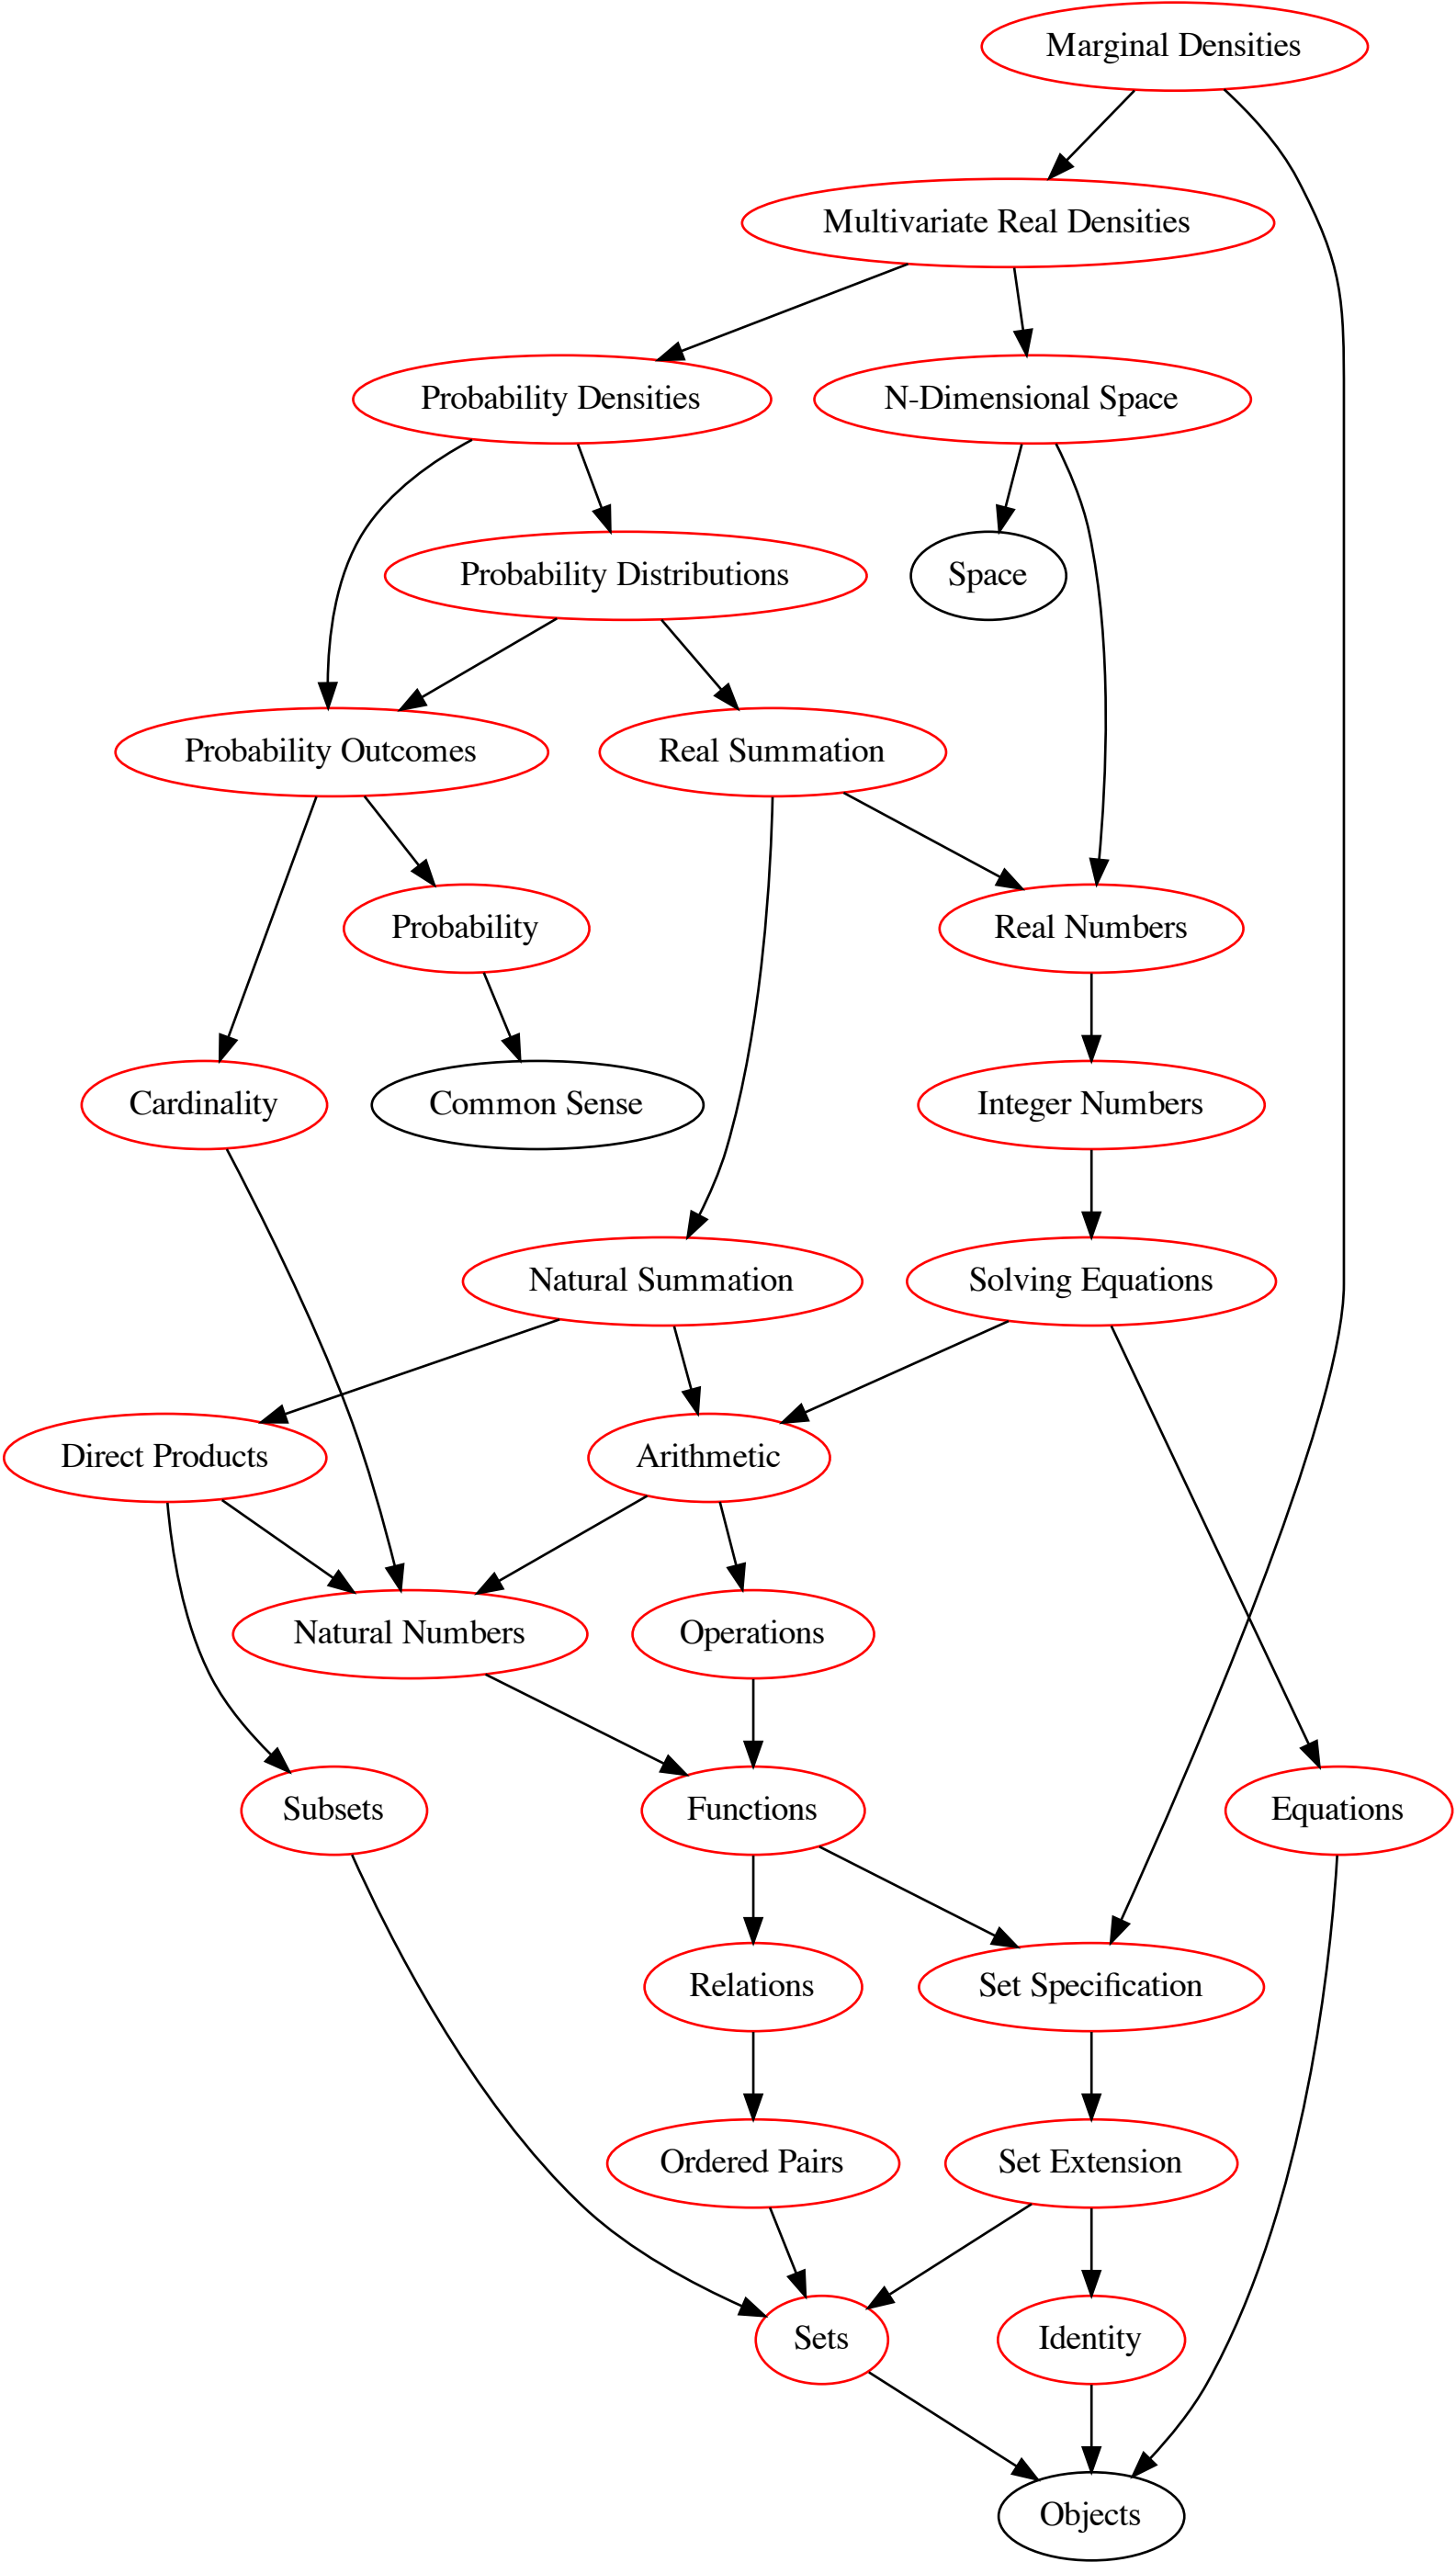 Marginal Densities
Multivariate Real Densities
Probability Densities
N-Dimensional Space
Probability Distributions
Space
Probability Outcomes
Real Summation
Probability
Real Numbers
Cardinality
Common Sense
Integer Numbers
Natural Summation
Solving Equations
Direct Products
Arithmetic
Natural Numbers
Operations
Subsets
Functions
Equations
Relations
Set Specification
Ordered Pairs
Set Extension
Sets
Identity
Objects